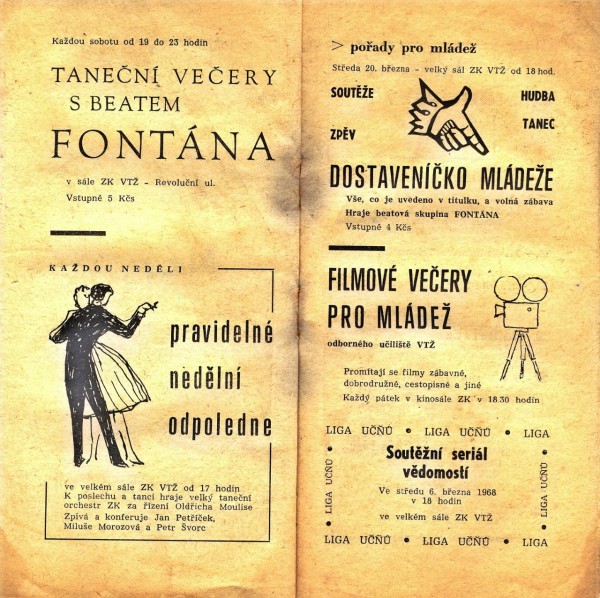 Každou sobotu od 19 do 23 hodin
TANEČNÍ VEČERY
S BEATEM
FONTÁNA
v sále ZK VTŽ - Revoluční ul.
Vstupné 5 Kčs
KAŽDOU NEDĚLI
pravidelné
nedělní
odpoledne
ve velkém sále ZK VTŽ od 17 hodin
K poslechu a tanci hraje velký taneční
orchestr ZK za řízení Oldřicha Moulise
Zpívá a konferuje Jan Petříček,
Miluše Morozová a Petr Švorc
> pořady pro mládež
Středa 20. března - velký sál ZK VTŽ od 18 hod.
SOUTĚŽE
HUDBA
ZPĚV
TANEC
DOSTAVENÍČKO MLÁDEŽE
Vše, co je uvedeno v titulku, a volná zábava
Hraje beatová skupina FONTÁNA
Vstupné 4 Kčs
FILMOVÉ VEČERY
PRO MLÁDEŽ
odborného učiliště VTŽ
Promítají se filmy zábavné,
dobrodružné, cestopisné a jiné
Každý pátek v kinosále ZK v 18.30 hodin
LIGA UČŇŮ • LIGA UČŇŮ • LIGA
LIGA UČŇŮ •
Soutěžní seriál
vědomostí
Ve středu 6. března 1968
v 18 hodin
ve velkém sále ZK VTŽ
LIGA UČŇŮ •
LIGA UČŇŮ • LIGA UČŇŮ • LIGA